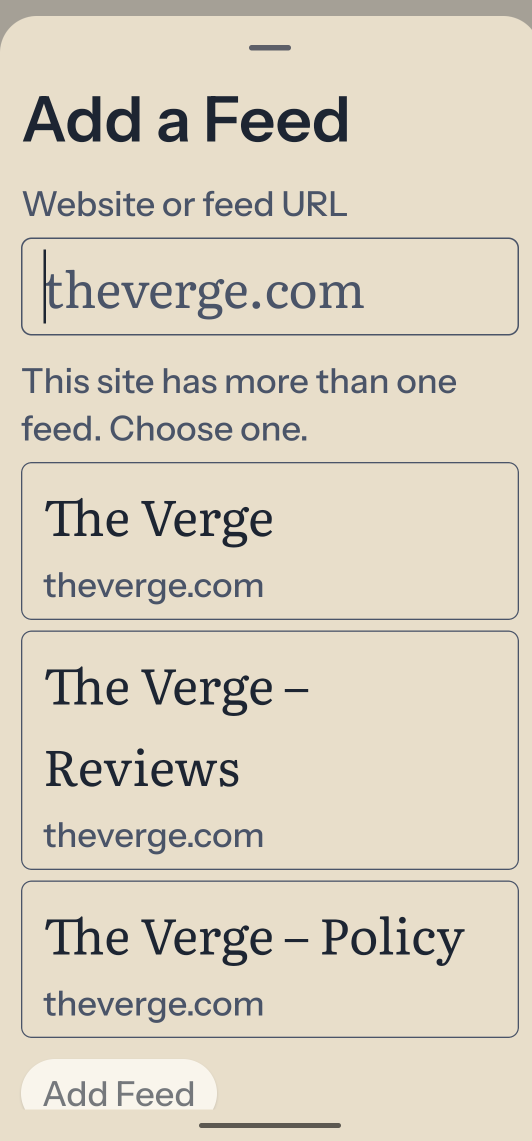 Add a Feed
Website or feed URL
theverge.com
This site has more than one
feed. Choose one.
The Verge
theverge.com
The Verge –
Reviews
theverge.com
The Verge – Policy
theverge.com
Add Feed